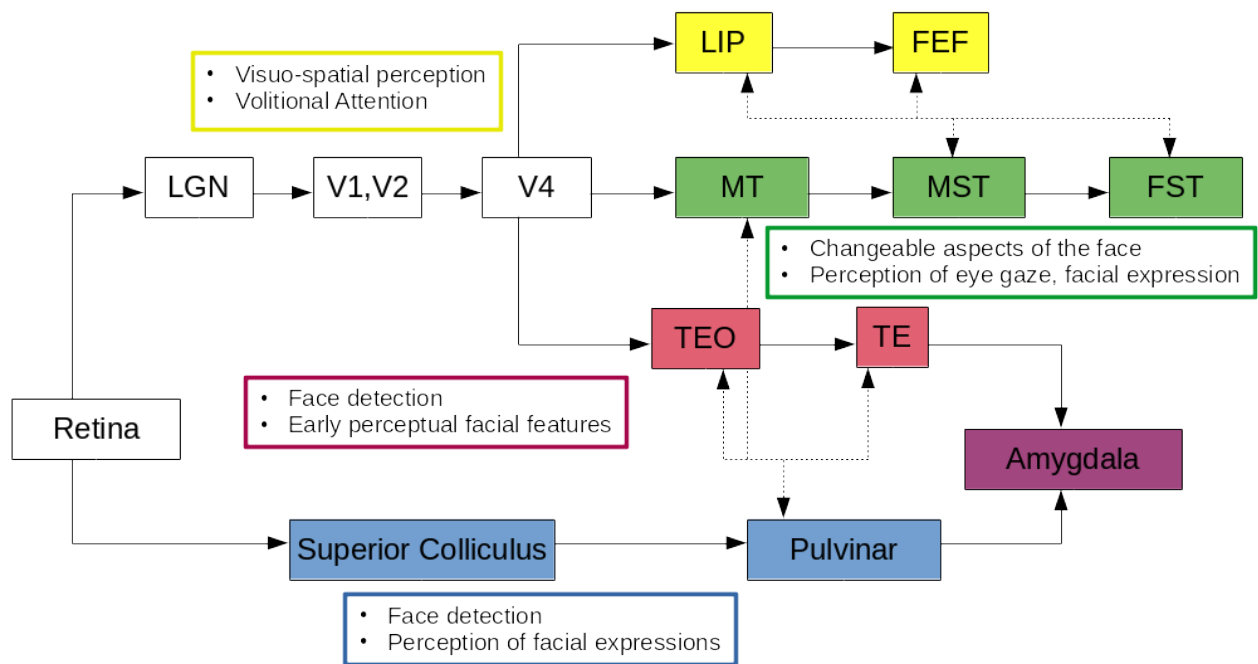 LIP
FEF
• Visuo-spatial perception
• Volitional Attention
LGN
V1,V2
V4
MT
MST
FST
• Changeable aspects of the face
• Perception of eye gaze, facial expression
TEO
TE
• Face detection
• Early perceptual facial features
Retina
Amygdala
Superior Colliculus
Pulvinar
• Face detection
• Perception of facial expressions